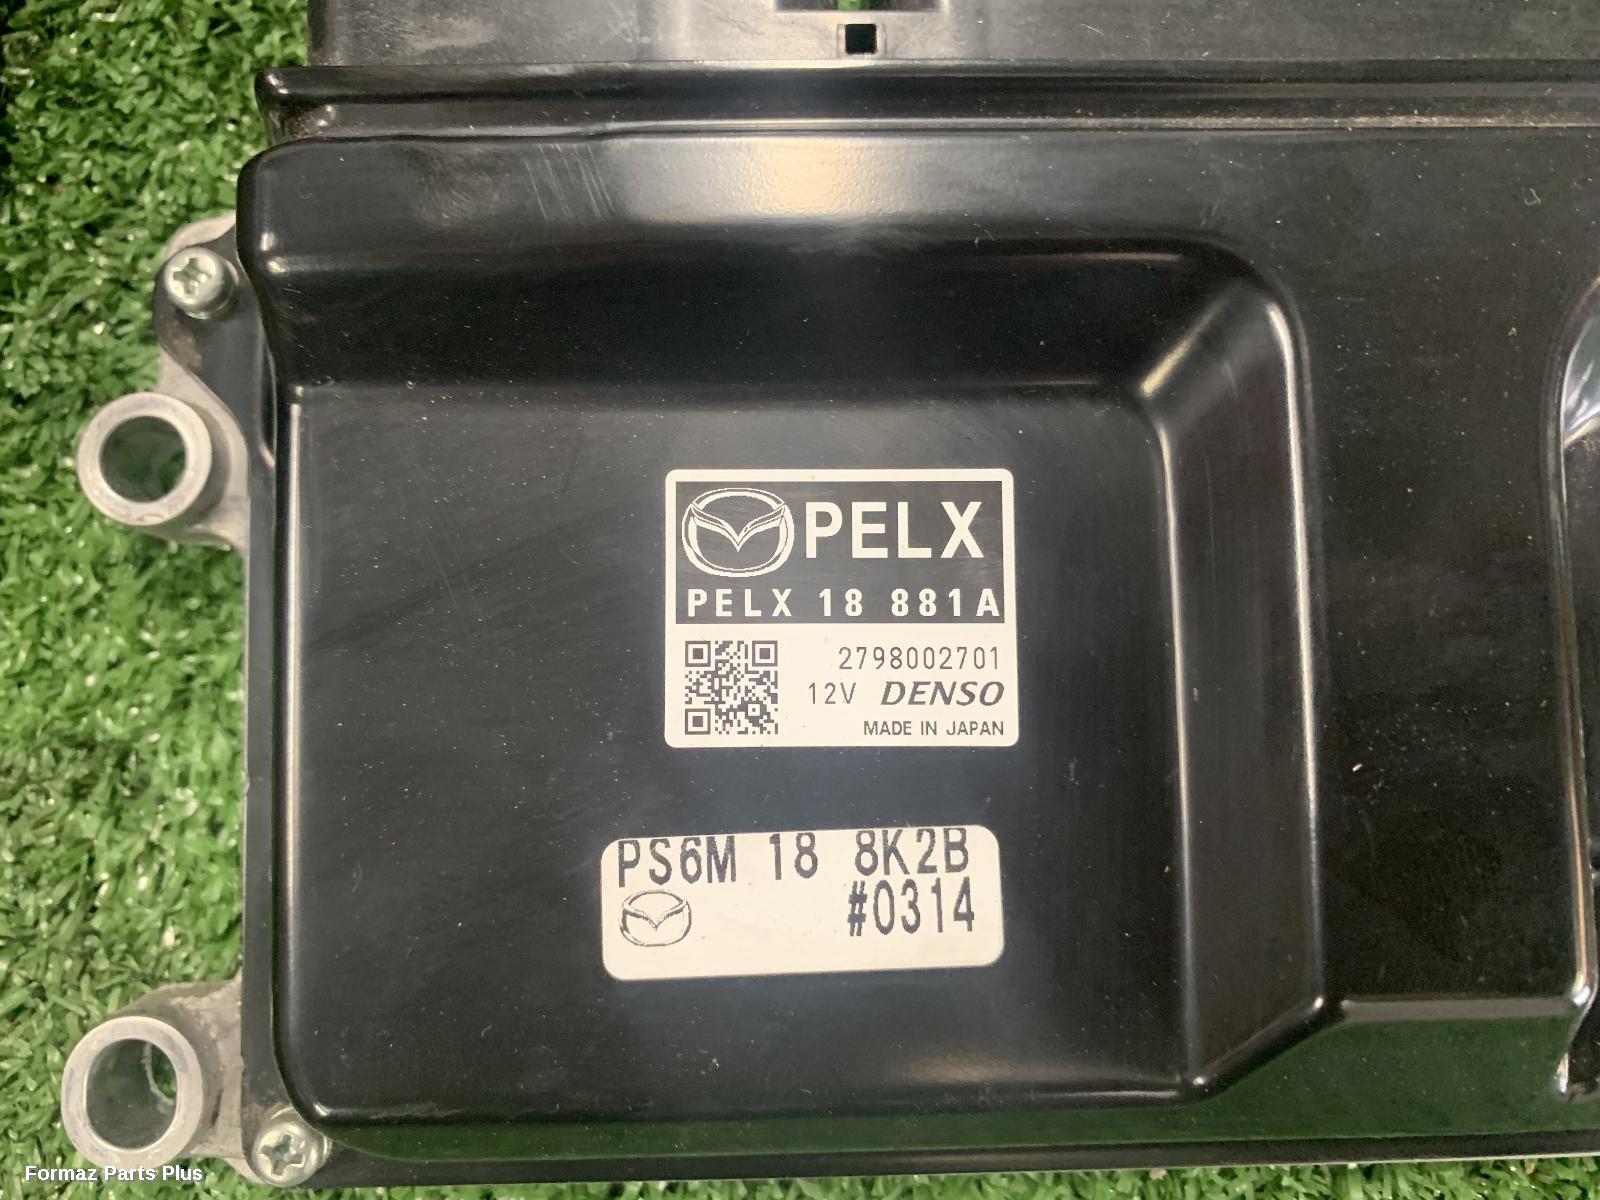 PELX
PELX 18 881A
2798002701
12V DENSO
MADE IN JAPAN
PS6M 18 8K2B
#0314
Formaz Parts Plus